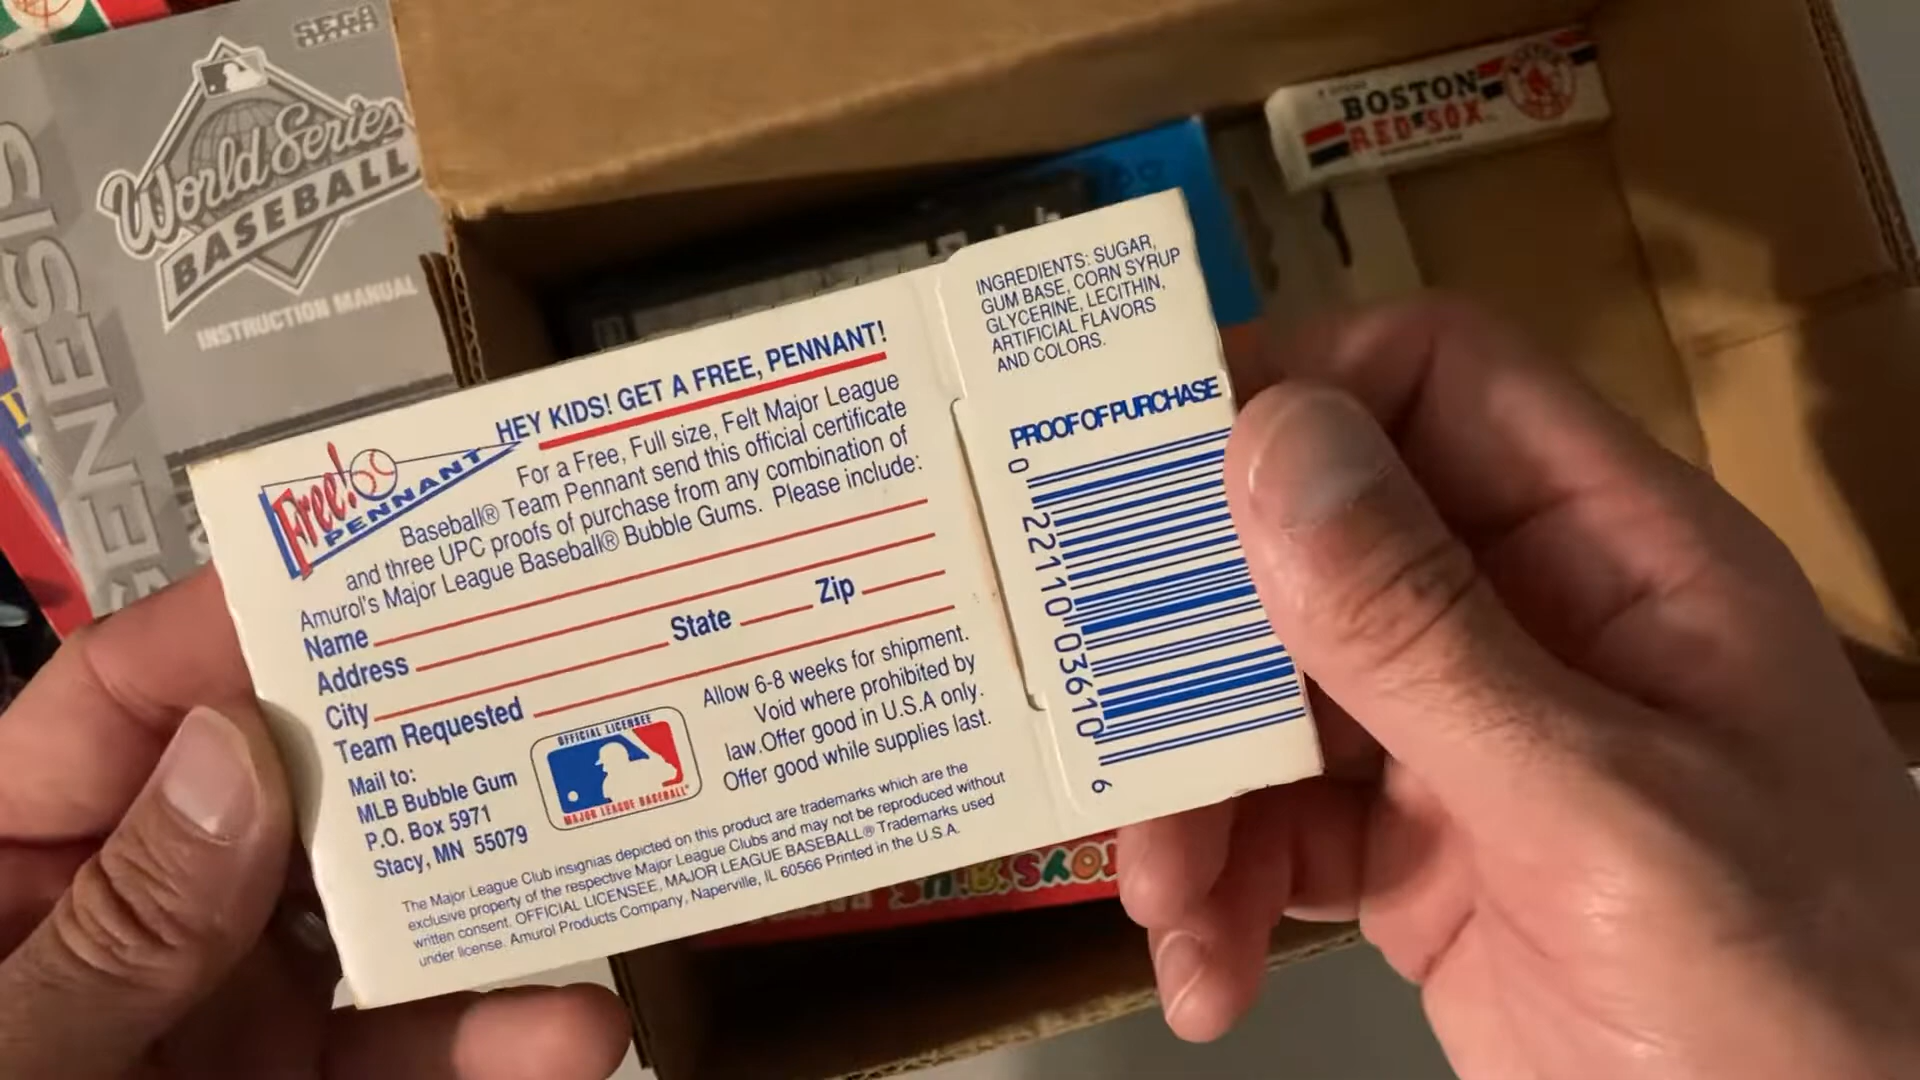 SEGA
GENESIS
World Series
BASEBALL
INSTRUCTION MANUAL
BOSTON
RED SOX
HEY KIDS! GET A FREE, PENNANT!
Free!
PENNANT
For a Free, Full size, Felt Major League
Baseball® Team Pennant send this official certificate
and three UPC proofs of purchase from any combination of
Amurol's Major League Baseball® Bubble Gums. Please include:
Name
Address
City State Zip
Team Requested
Mail to:
MLB Bubble Gum
P.O. Box 5971
Stacy, MN 55079
OFFICIAL LICENSEE
MAJOR LEAGUE BASEBALL
Allow 6-8 weeks for shipment.
Void where prohibited by
law.Offer good in U.S.A only.
Offer good while supplies last.
The Major League Club insignias depicted on this product are trademarks which are the
exclusive property of the respective Major League Clubs and may not be reproduced without
written consent. OFFICIAL LICENSEE, MAJOR LEAGUE BASEBALL® Trademarks used
under license. Amurol Products Company, Naperville, IL 60566 Printed in the U.S.A.
INGREDIENTS: SUGAR,
GUM BASE, CORN SYRUP
GLYCERINE, LECITHIN,
ARTIFICIAL FLAVORS
AND COLORS.
PROOF OF PURCHASE
0 22110 03610 6
TOYS "R" US